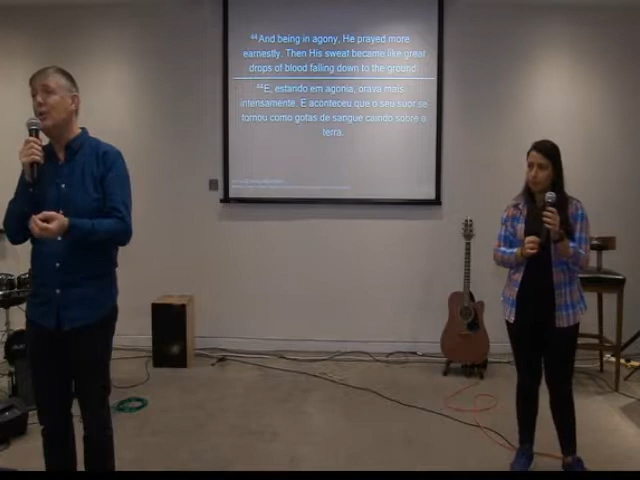 ⁴⁴And being in agony, He prayed more
earnestly. Then His sweat became like great
drops of blood falling down to the ground.
⁴⁴E, estando em agonia, orava mais
intensamente. E aconteceu que o seu suor se
tornou como gotas de sangue caindo sobre a
terra.